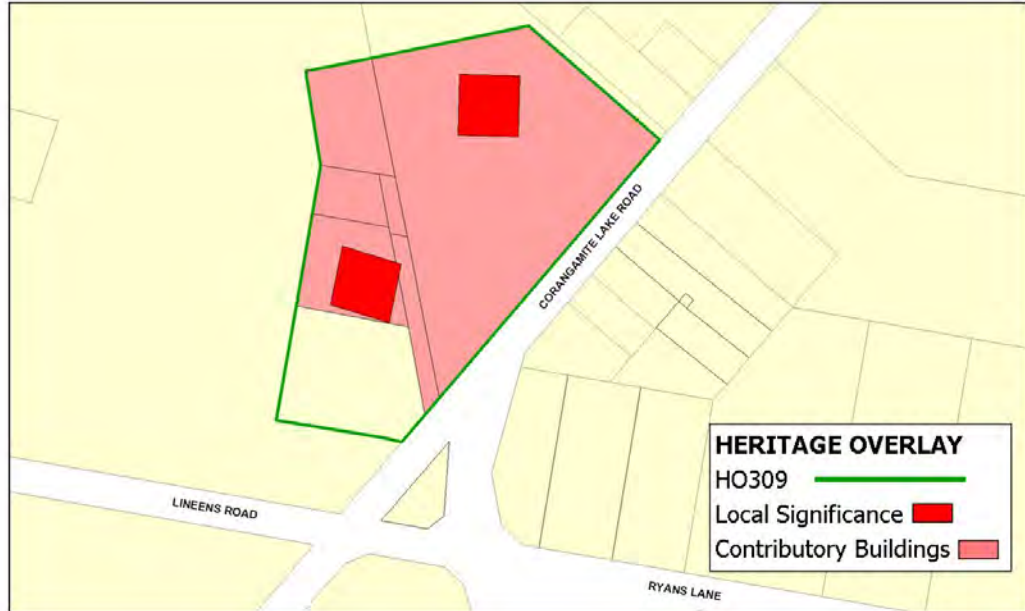 CORANGAMITE LAKE ROAD
LINEENS ROAD
RYANS LANE
HERITAGE OVERLAY
HO309
Local Significance
Contributory Buildings